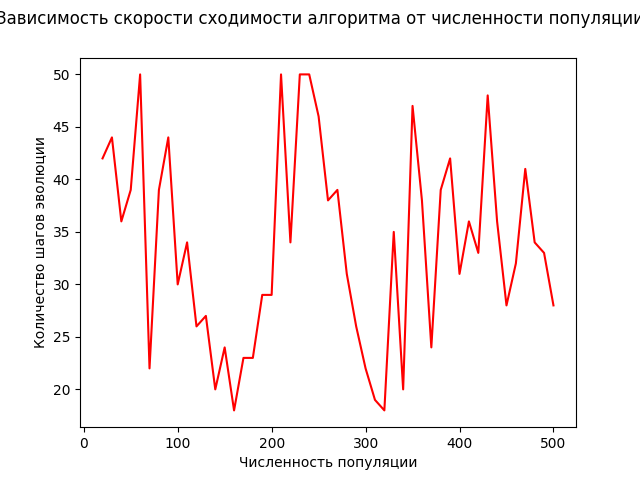 Зависимость скорости сходимости алгоритма от численности популяции
50
45
40
35
30
25
20
Количество шагов эволюции
0 100 200 300 400 500
Численность популяции